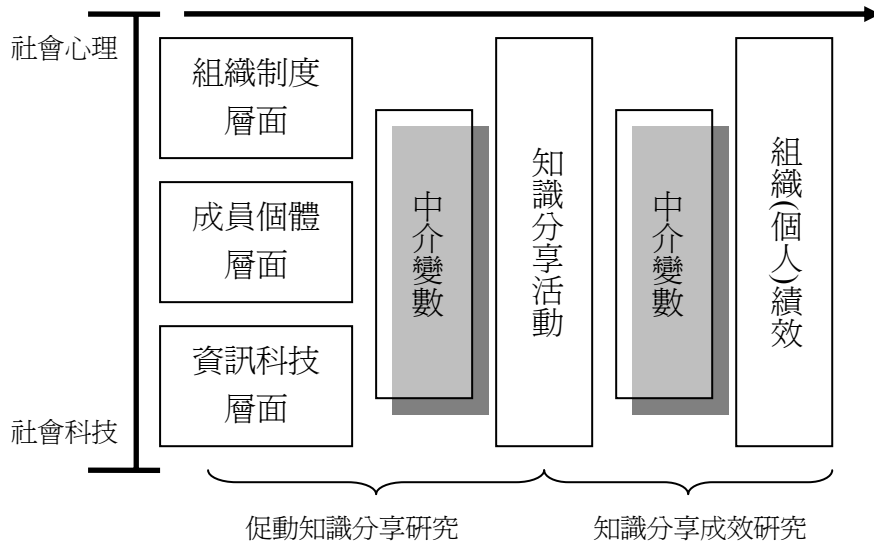 社會心理
組織制度
層面
成員個體
層面
資訊科技
層面
社會科技
中介變數
知識分享活動
中介變數
組織(個人)績效
促動知識分享研究
知識分享成效研究